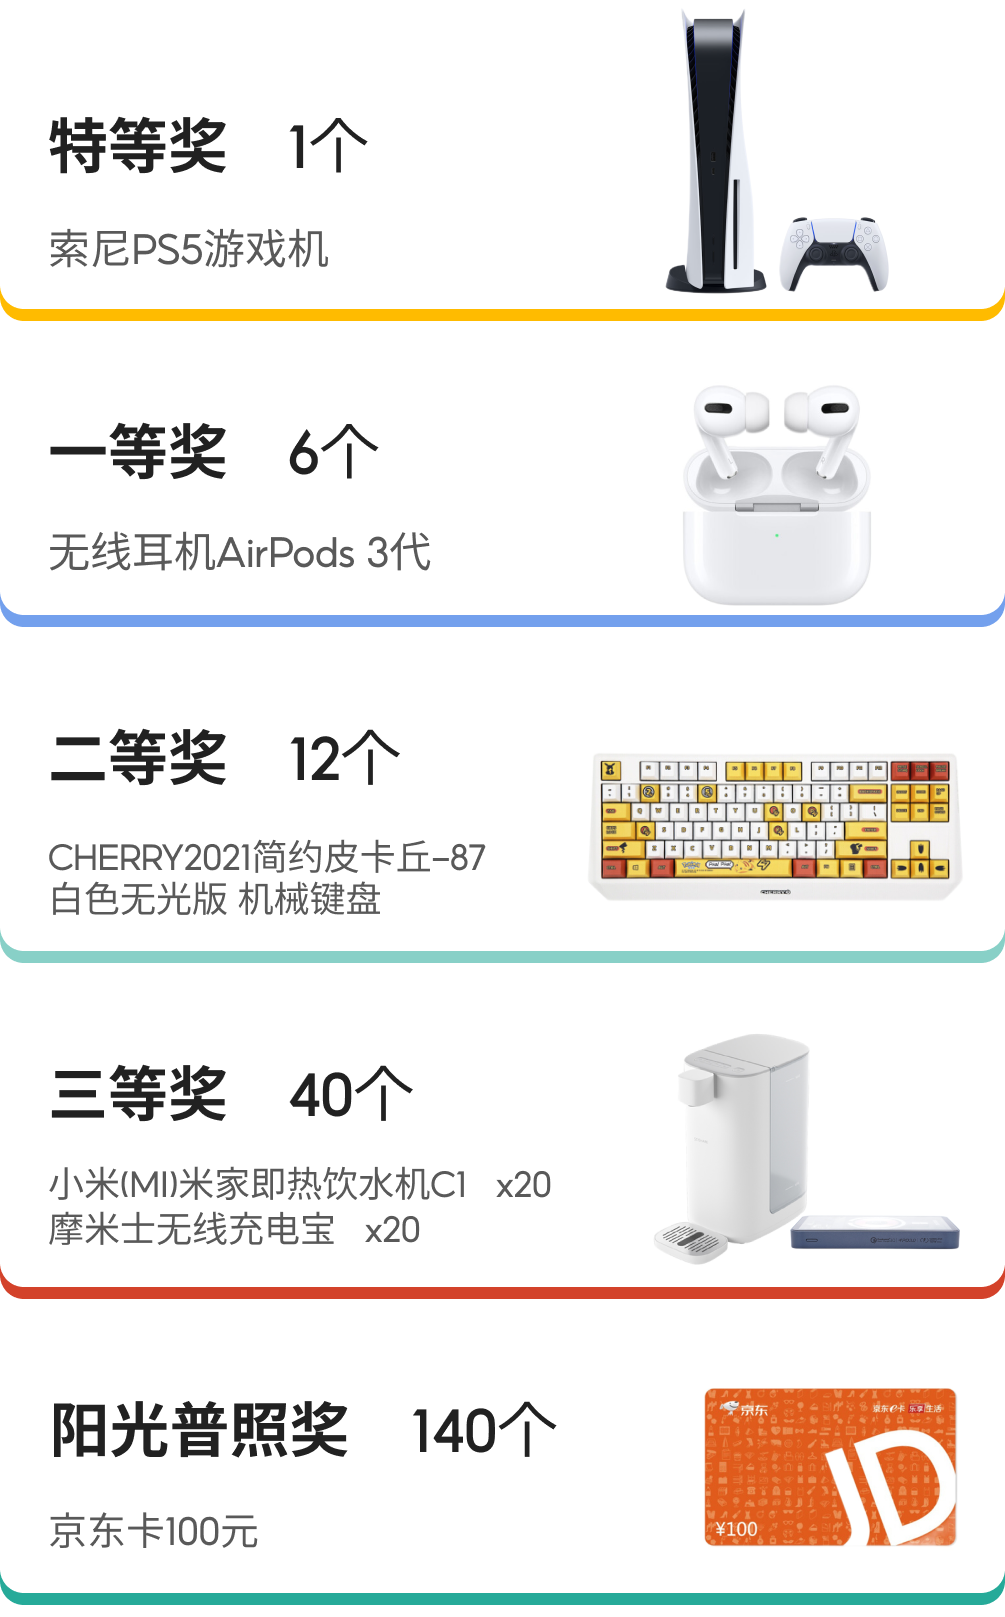 特等奖 1个
索尼PS5游戏机
一等奖 6个
无线耳机AirPods 3代
二等奖 12个
CHERRY2021简约皮卡丘-87
白色无光版 机械键盘
CHERRY
三等奖 40个
小米(MI)米家即热饮水机C1 x20
摩米士无线充电宝 x20
阳光普照奖 140个
京东卡100元
京东
京东e卡 乐享生活
JD
¥100